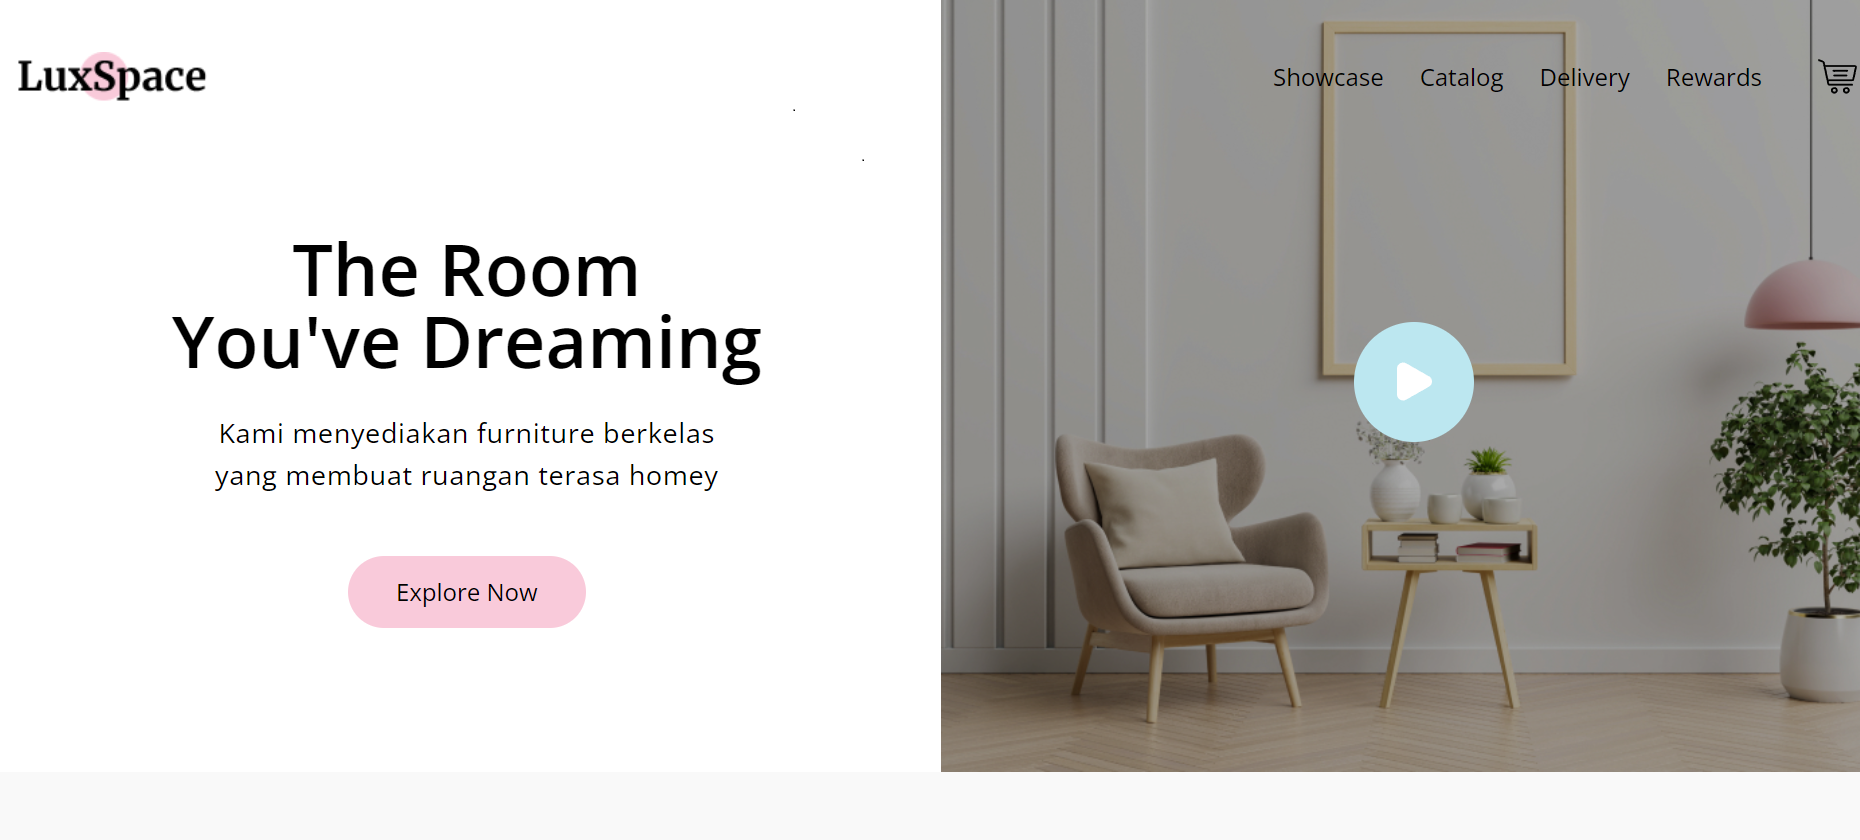 LuxSpace
Showcase Catalog Delivery Rewards
The Room
You've Dreaming
Kami menyediakan furniture berkelas
yang membuat ruangan terasa homey
Explore Now